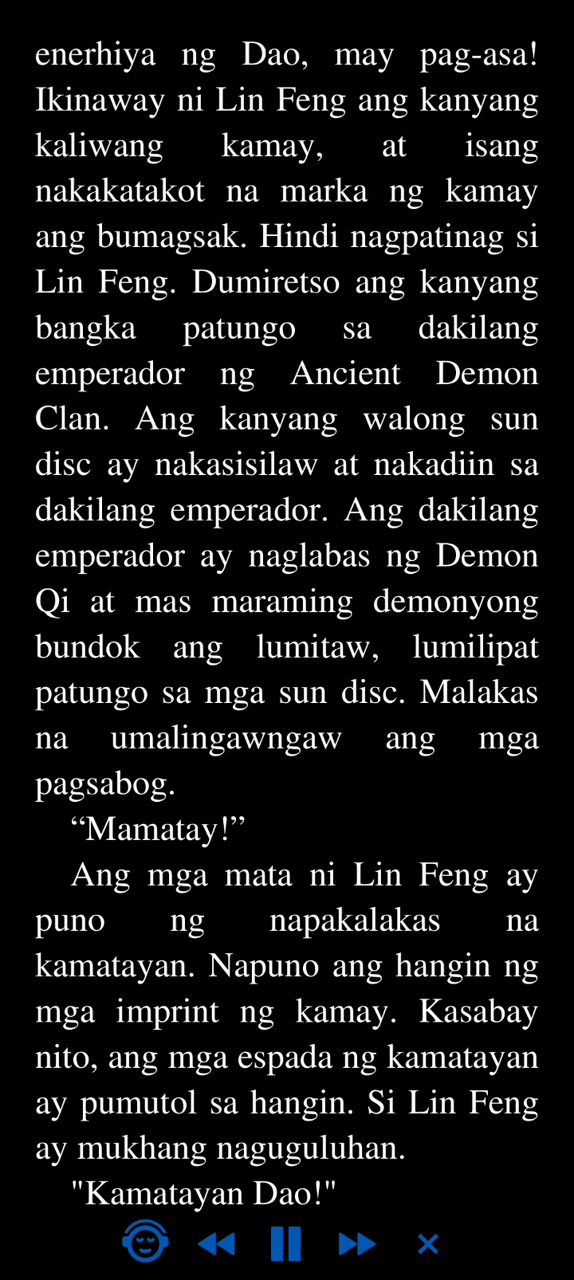 enerhiya ng Dao, may pag-asa!
Ikinaway ni Lin Feng ang kanyang
kaliwang kamay, at isang
nakakatakot na marka ng kamay
ang bumagsak. Hindi nagpatinag si
Lin Feng. Dumiretso ang kanyang
bangka patungo sa dakilang
emperador ng Ancient Demon
Clan. Ang kanyang walong sun
disc ay nakasisilaw at nakadiin sa
dakilang emperador. Ang dakilang
emperador ay naglabas ng Demon
Qi at mas maraming demonyong
bundok ang lumitaw, lumilipat
patungo sa mga sun disc. Malakas
na umalingawngaw ang mga
pagsabog.
“Mamatay!”
Ang mga mata ni Lin Feng ay
puno ng napakalakas na
kamatayan. Napuno ang hangin ng
mga imprint ng kamay. Kasabay
nito, ang mga espada ng kamatayan
ay pumutol sa hangin. Si Lin Feng
ay mukhang naguguluhan.
"Kamatayan Dao!"